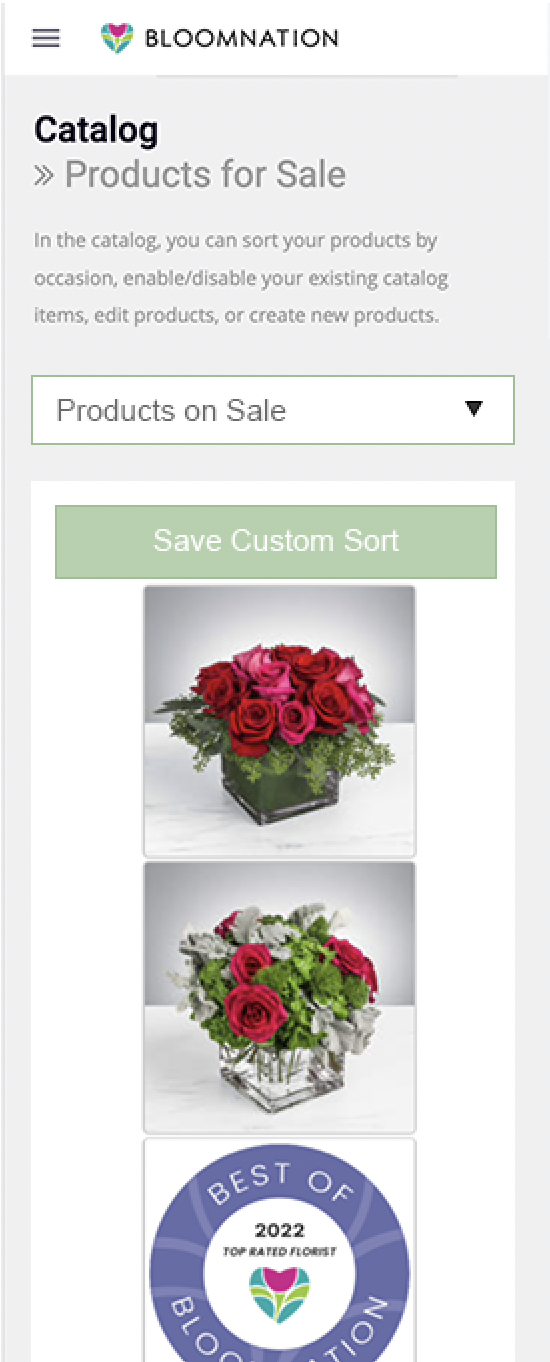 BLOOMNATION
Catalog
» Products for Sale
In the catalog, you can sort your products by
occasion, enable/disable your existing catalog
items, edit products, or create new products.
Products on Sale
Save Custom Sort
BEST OF
2022
TOP RATED FLORIST